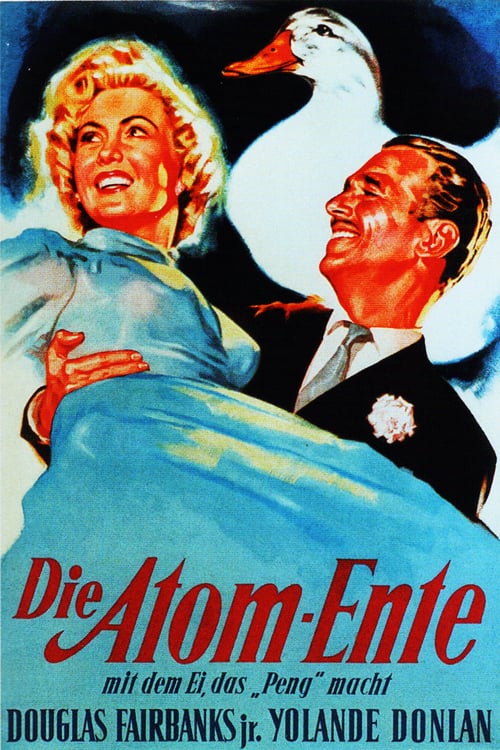 Die Atom-Ente
mit dem Ei, das „Peng" macht
DOUGLAS FAIRBANKS jr. YOLANDE DONLAN